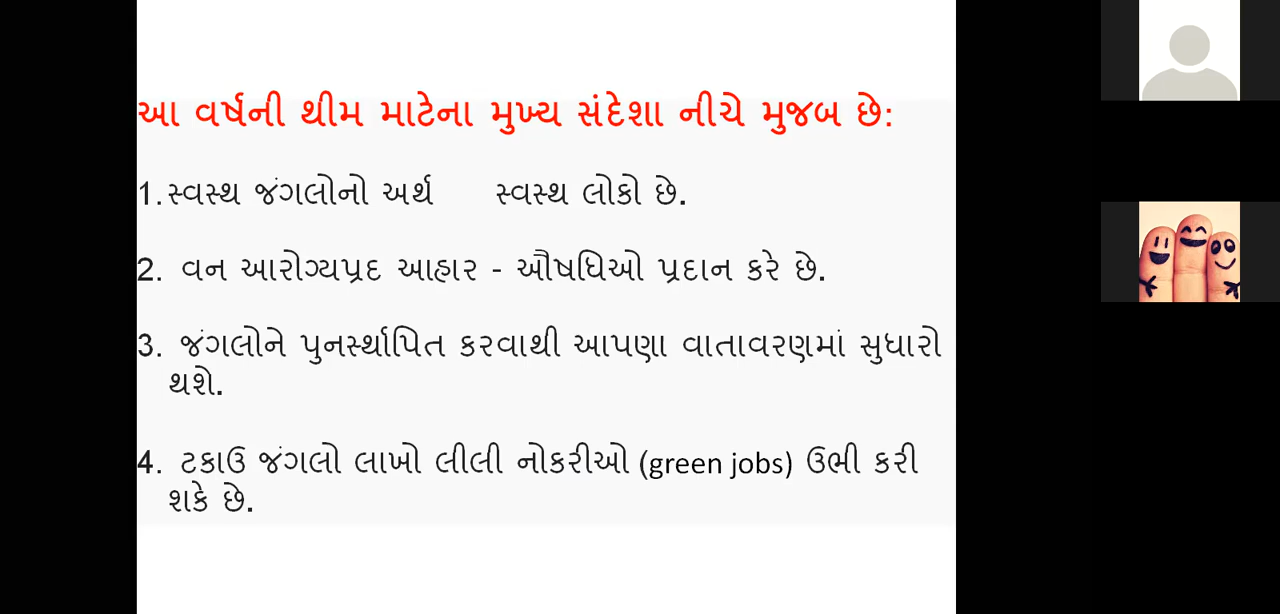 આ વર્ષની થીમ માટેના મુખ્ય સંદેશા નીચે મુજબ છે:
1. સ્વસ્થ જંગલોનો અર્થ સ્વસ્થ લોકો છે.
2. વન આરોગ્યપ્રદ આહાર - ઔષધિઓ પ્રદાન કરે છે.
3. જંગલોને પુનર્સ્થાપિત કરવાથી આપણા વાતાવરણમાં સુધારો
થશે.
4. ટકાઉ જંગલો લાખો લીલી નોકરીઓ (green jobs) ઉભી કરી
શકે છે.